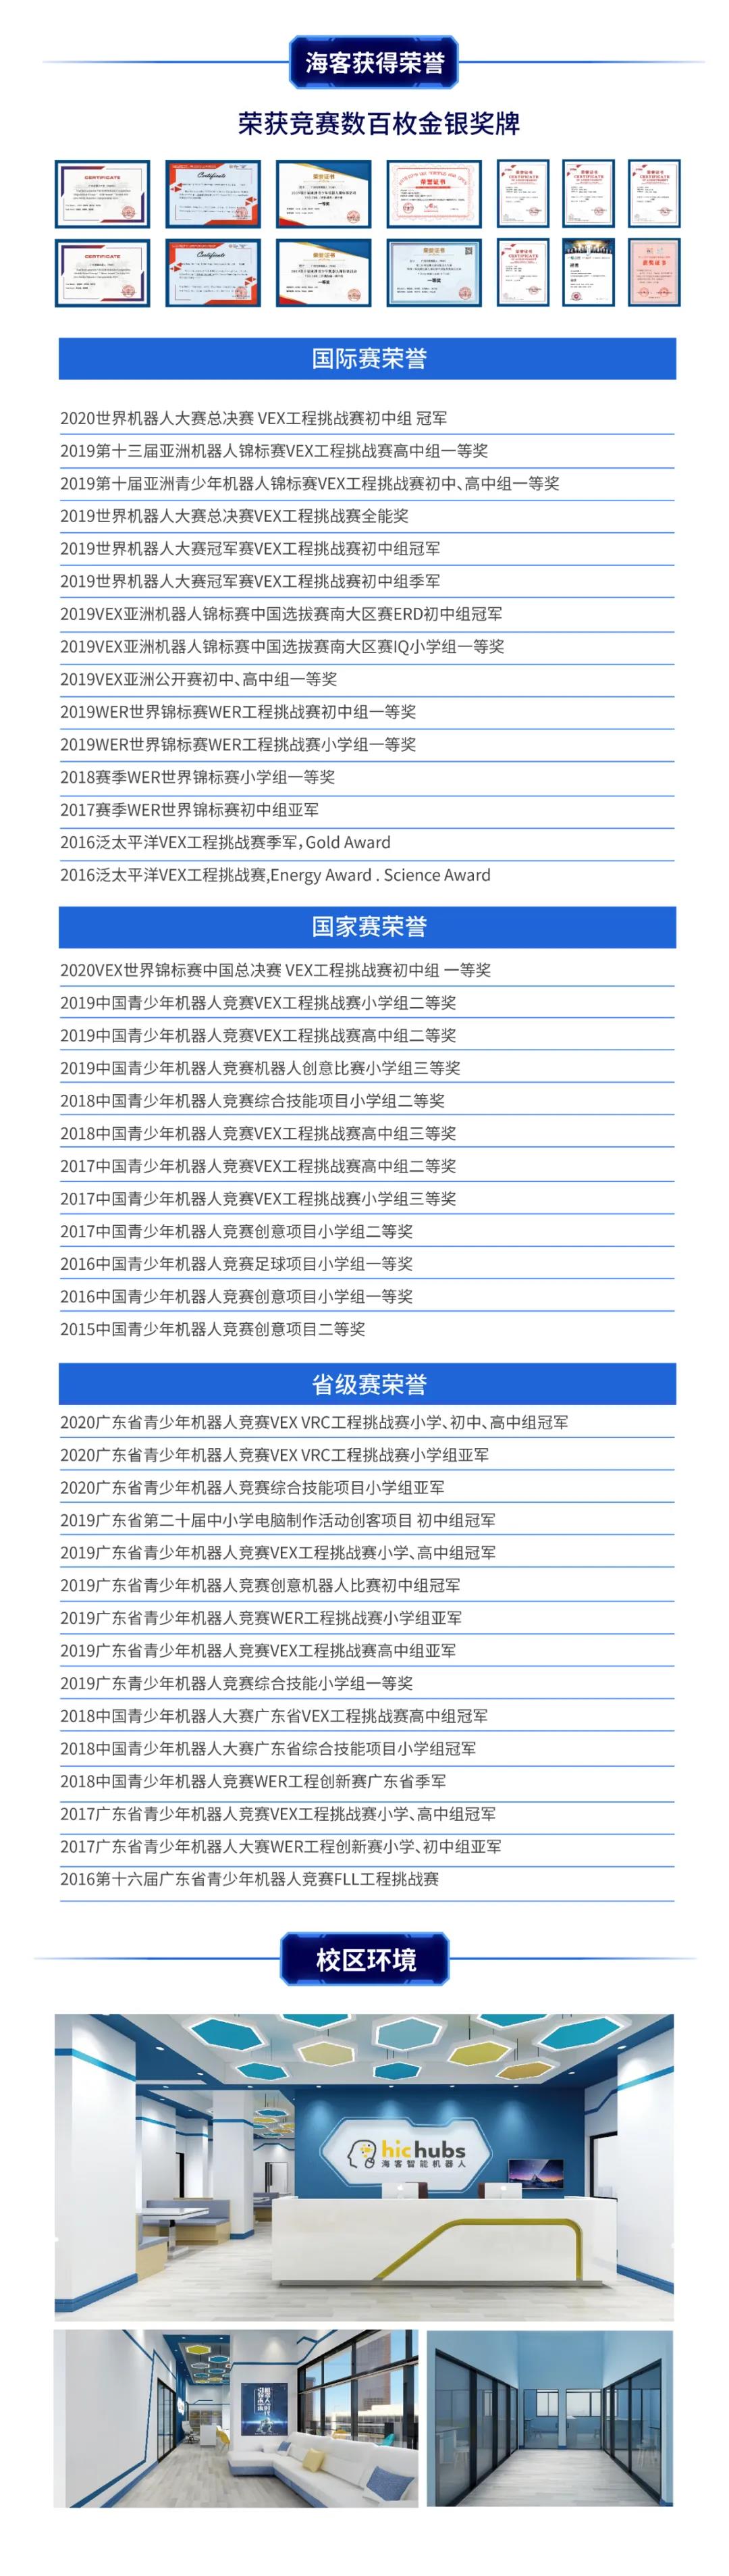 海客获得荣誉
荣获竞赛数百枚金银奖牌
CERTIFICATE
Certificate
荣誉证书
荣誉证书
CERTIFICATE
Certificate
荣誉证书
荣誉证书
一等奖
国际赛荣誉
2020世界机器人大赛总决赛 VEX工程挑战赛初中组 冠军
2019第十三届亚洲机器人锦标赛VEX工程挑战赛高中组一等奖
2019第十届亚洲青少年机器人锦标赛VEX工程挑战赛初中、高中组一等奖
2019世界机器人大赛总决赛VEX工程挑战赛全能奖
2019世界机器人大赛冠军赛VEX工程挑战赛初中组冠军
2019世界机器人大赛冠军赛VEX工程挑战赛初中组季军
2019VEX亚洲机器人锦标赛中国选拔赛南大区赛ERD初中组冠军
2019VEX亚洲机器人锦标赛中国选拔赛南大区赛IQ小学组一等奖
2019VEX亚洲公开赛初中、高中组一等奖
2019WER世界锦标赛WER工程挑战赛初中组一等奖
2019WER世界锦标赛WER工程挑战赛小学组一等奖
2018赛季WER世界锦标赛小学组一等奖
2017赛季WER世界锦标赛初中组亚军
2016泛太平洋VEX工程挑战赛季军,Gold Award
2016泛太平洋VEX工程挑战赛,Energy Award . Science Award
国家赛荣誉
2020VEX世界锦标赛中国总决赛 VEX工程挑战赛初中组 一等奖
2019中国青少年机器人竞赛VEX工程挑战赛小学组二等奖
2019中国青少年机器人竞赛VEX工程挑战赛高中组二等奖
2019中国青少年机器人竞赛机器人创意比赛小学组三等奖
2018中国青少年机器人竞赛综合技能项目小学组二等奖
2018中国青少年机器人竞赛VEX工程挑战赛高中组三等奖
2017中国青少年机器人竞赛VEX工程挑战赛高中组二等奖
2017中国青少年机器人竞赛VEX工程挑战赛小学组三等奖
2017中国青少年机器人竞赛创意项目小学组二等奖
2016中国青少年机器人竞赛足球项目小学组一等奖
2016中国青少年机器人竞赛创意项目小学组一等奖
2015中国青少年机器人竞赛创意项目二等奖
省级赛荣誉
2020广东省青少年机器人竞赛VEX VRC工程挑战赛小学、初中、高中组冠军
2020广东省青少年机器人竞赛VEX VRC工程挑战赛小学组亚军
2020广东省青少年机器人竞赛综合技能项目小学组亚军
2019广东省第二十届中小学电脑制作活动创客项目 初中组冠军
2019广东省青少年机器人竞赛VEX工程挑战赛小学、高中组冠军
2019广东省青少年机器人竞赛创意机器人比赛初中组冠军
2019广东省青少年机器人竞赛WER工程挑战赛小学组亚军
2019广东省青少年机器人竞赛VEX工程挑战赛高中组亚军
2019广东青少年机器人竞赛综合技能小学组一等奖
2018中国青少年机器人大赛广东省VEX工程挑战赛高中组冠军
2018中国青少年机器人大赛广东省综合技能项目小学组冠军
2018中国青少年机器人竞赛WER工程创新赛广东省季军
2017广东省青少年机器人竞赛VEX工程挑战赛小学、高中组冠军
2017广东省青少年机器人大赛WER工程创新赛小学、初中组亚军
2016第十六届广东省青少年机器人竞赛FLL工程挑战赛
校区环境
hichubs
海客智能机器人